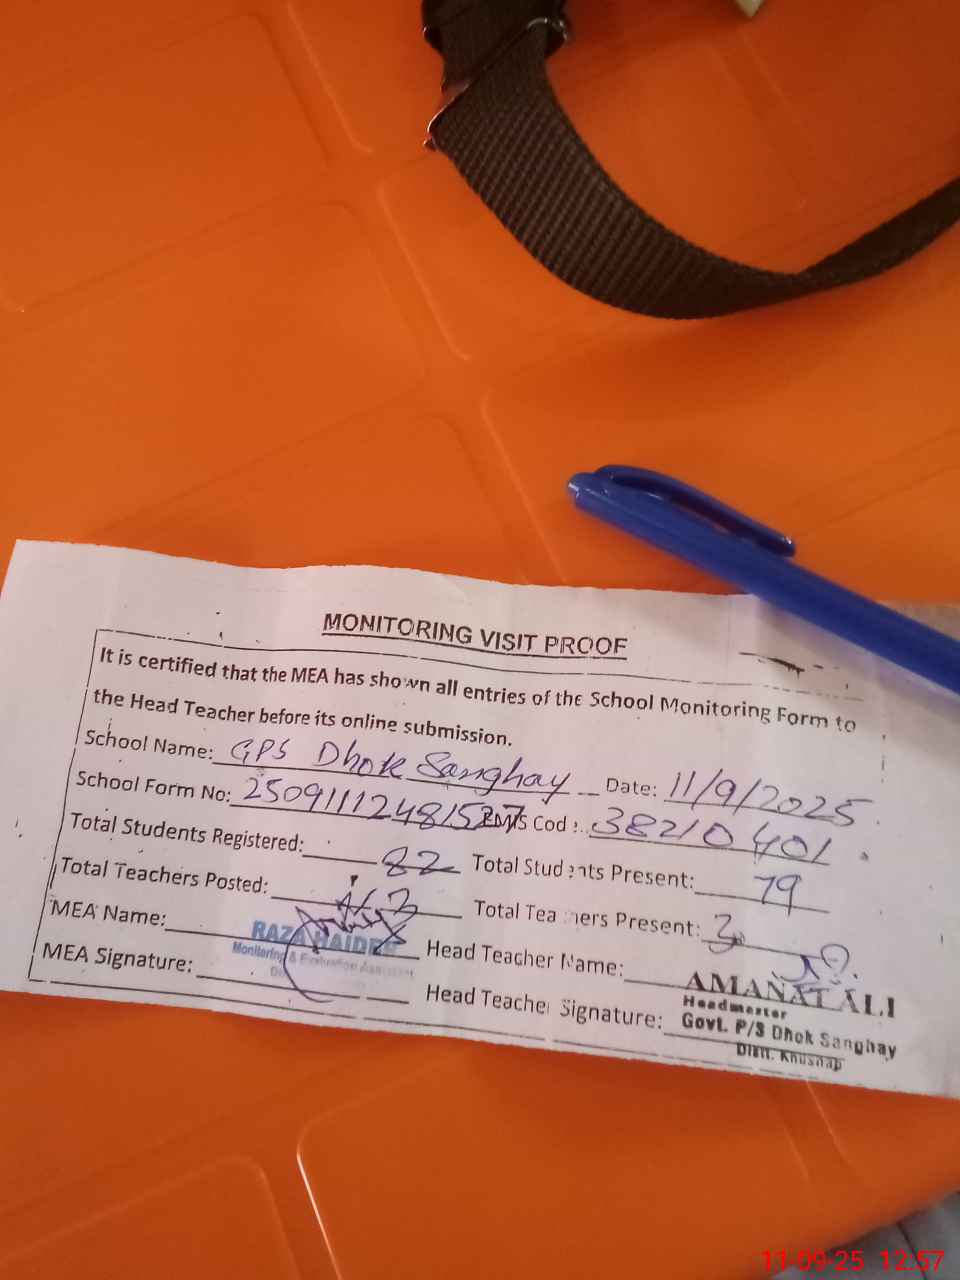 MONITORING VISIT PROOF
It is certified that the MEA has shown all entries of the School Monitoring Form to
the Head Teacher before its online submission.
School Name: GPS Dhok Sanghay Date: 11/9/2025
School Form No: EMIS Code: 38210401
Total Students Registered: 82 Total Students Present: 79
Total Teachers Posted: 3 Total Teachers Present: 3
MEA Name: RAZA HAIDER Head Teacher Name:
Monitoring & Evaluation Assistant
MEA Signature: Head Teacher Signature:
AMANAT ALI
Headmaster
Govt. P/S Dhok Sanghay
Distt. Khushab
11-09-25 12:57